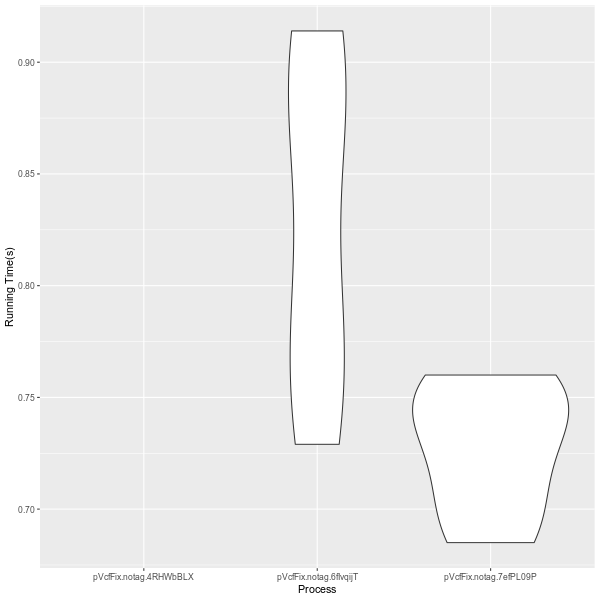 Running Time(s)
0.90
0.85
0.80
0.75
0.70
pVcfFix.notag.4RHWbBLX
pVcfFix.notag.6flvqijT
pVcfFix.notag.7efPL09P
Process